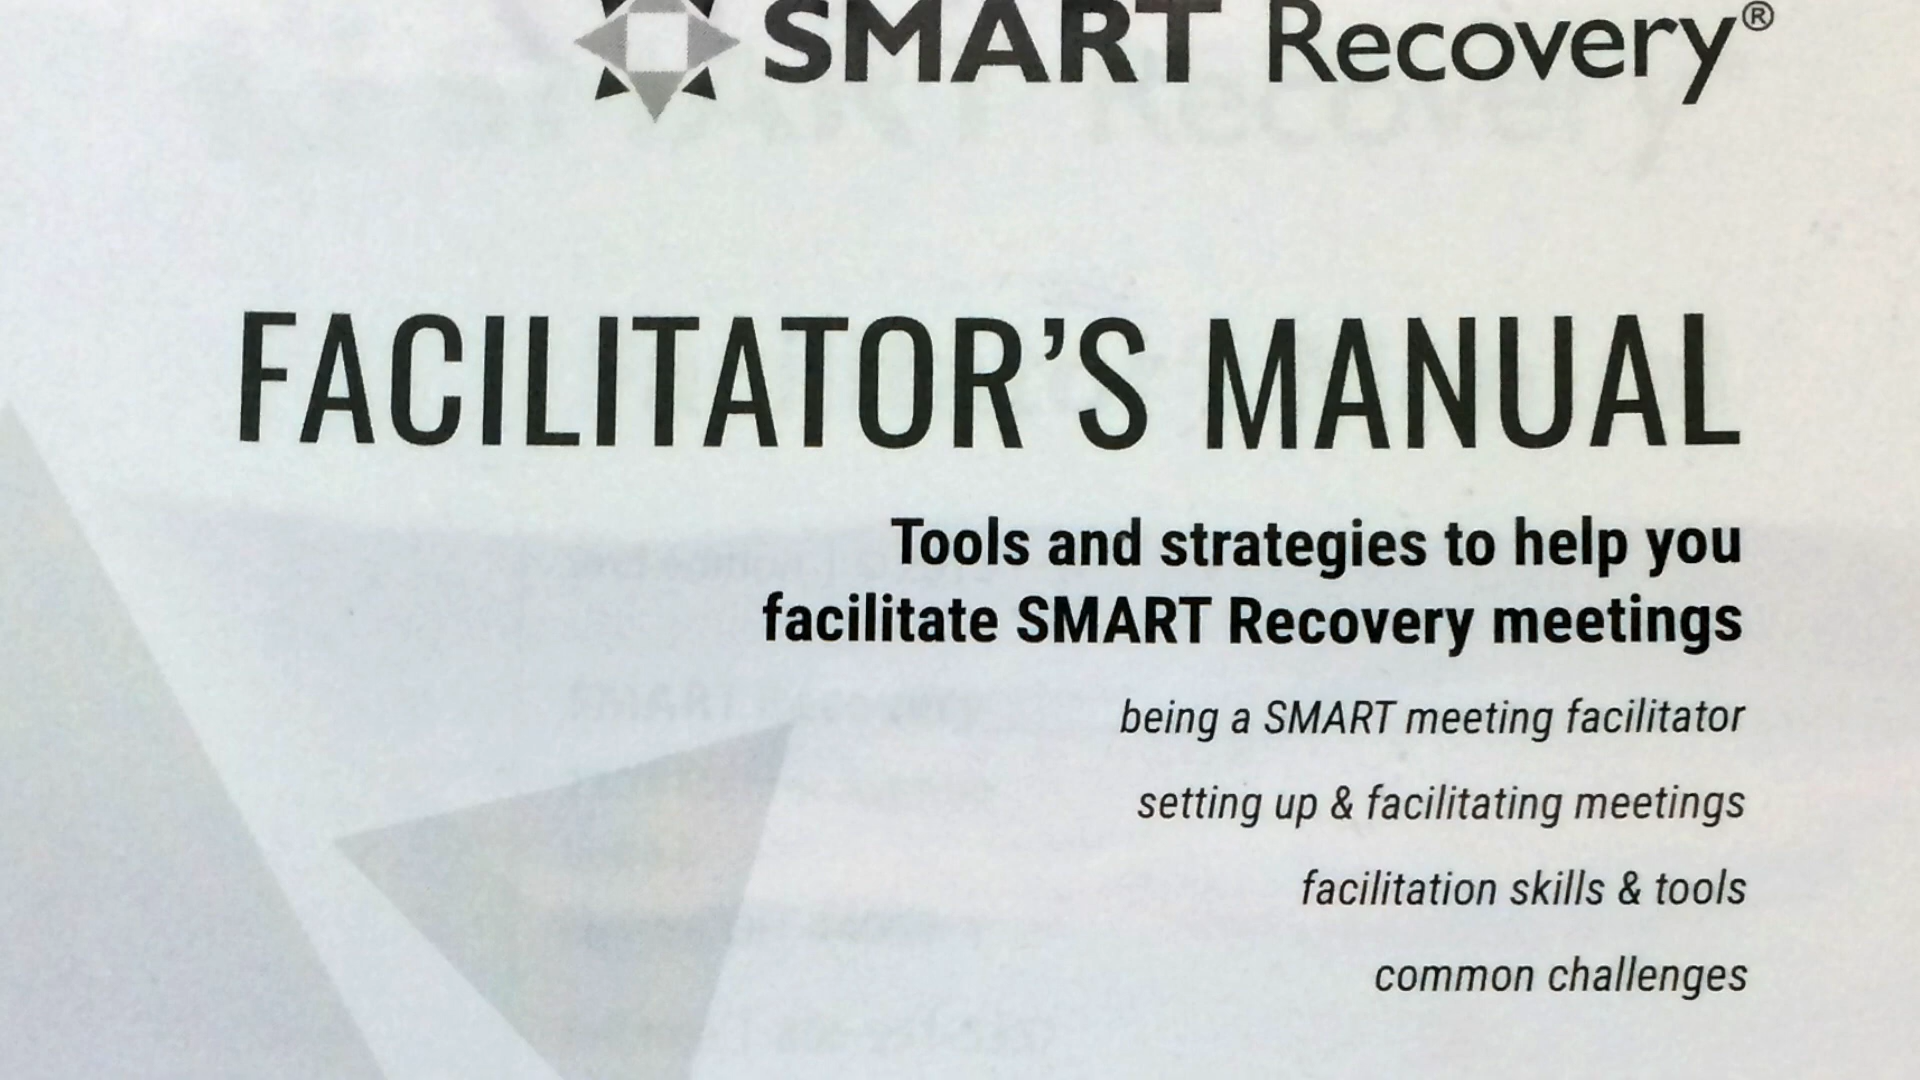 SMART Recovery®
FACILITATOR'S MANUAL
Tools and strategies to help you
facilitate SMART Recovery meetings
being a SMART meeting facilitator
setting up & facilitating meetings
facilitation skills & tools
common challenges